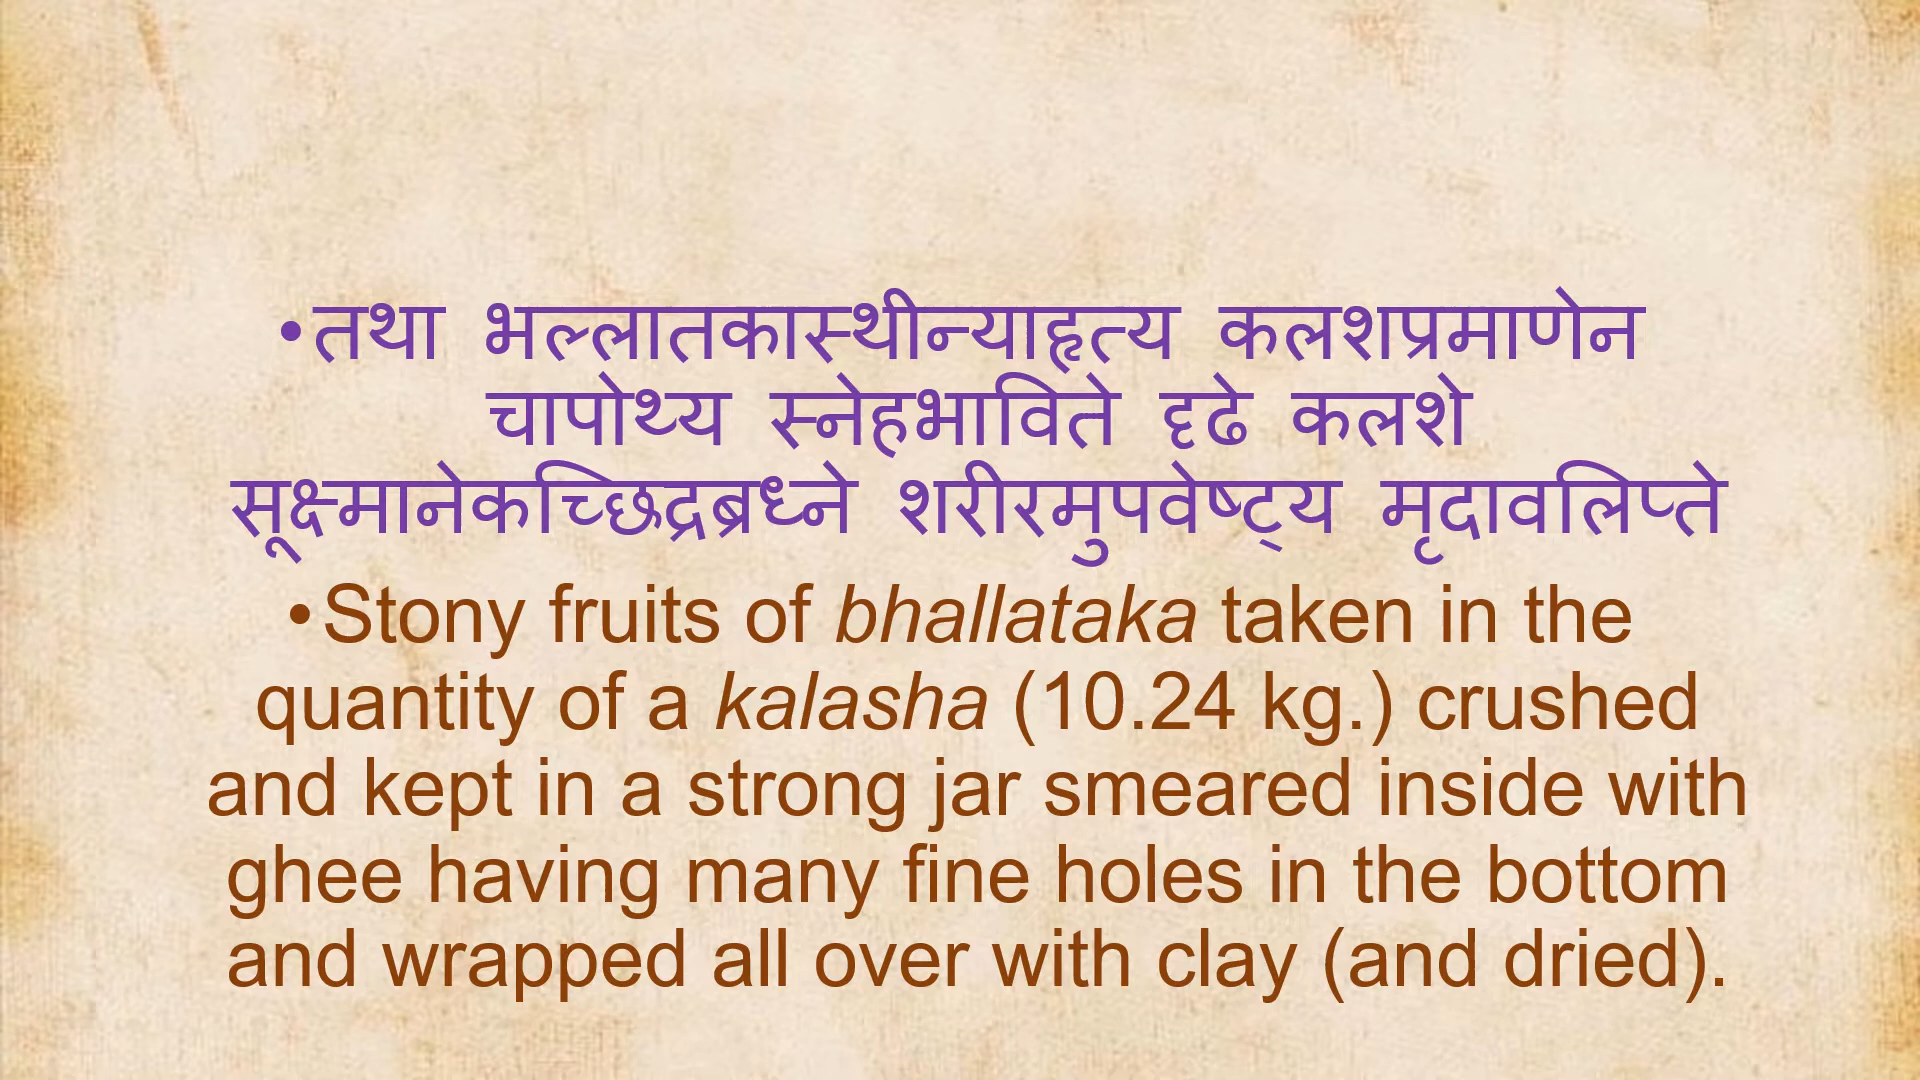 •तथा भल्लातकास्थीन्याहृत्य कलशप्रमाणेन
चापोथ्य स्नेहभाविते दृढे कलशे
सूक्ष्मानेकच्छिद्रब्रध्ने शरीरमुपवेष्ट्य मृदावलिप्ते
•Stony fruits of bhallataka taken in the
quantity of a kalasha (10.24 kg.) crushed
and kept in a strong jar smeared inside with
ghee having many fine holes in the bottom
and wrapped all over with clay (and dried).